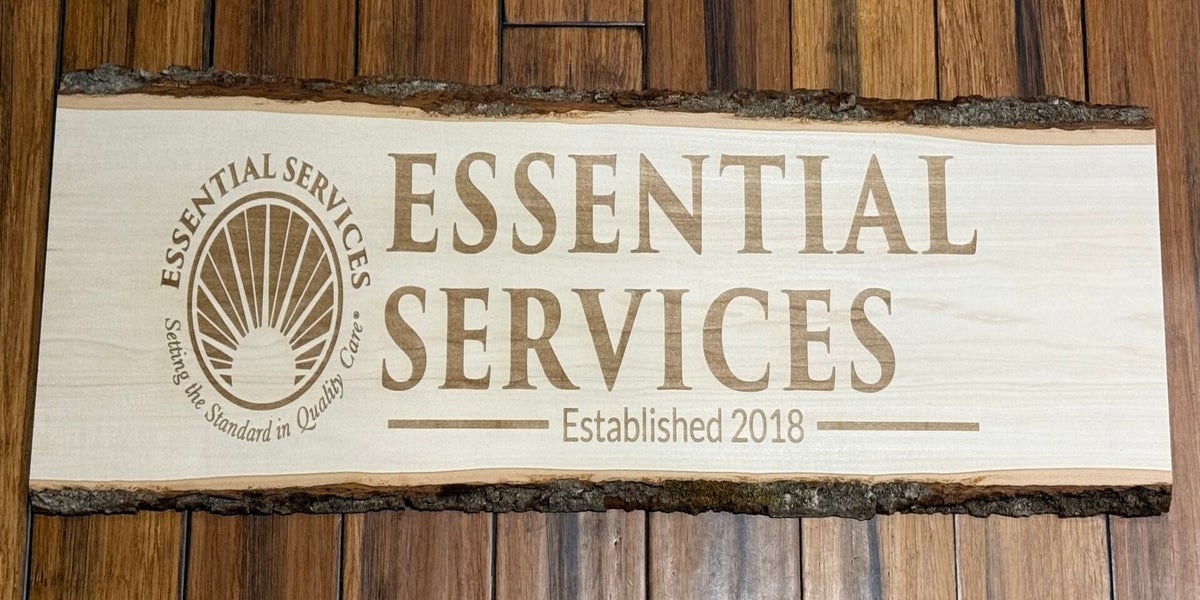 ESSENTIAL SERVICES
Setting the Standard in Quality Care®
ESSENTIAL
SERVICES
Established 2018